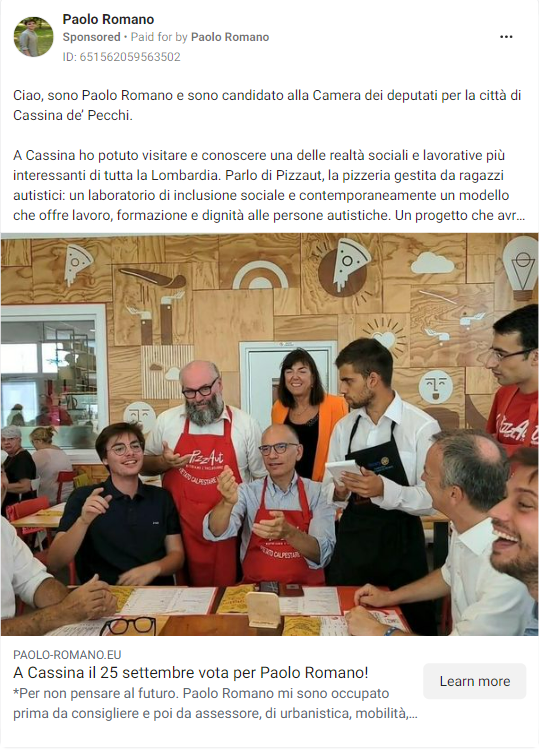 Paolo Romano
Sponsored • Paid for by Paolo Romano
ID: 651562059563502
Ciao, sono Paolo Romano e sono candidato alla Camera dei deputati per la città di
Cassina de' Pecchi.
A Cassina ho potuto visitare e conoscere una delle realtà sociali e lavorative più
interessanti di tutta la Lombardia. Parlo di Pizzaut, la pizzeria gestita da ragazzi
autistici: un laboratorio di inclusione sociale e contemporaneamente un modello
che offre lavoro, formazione e dignità alle persone autistiche. Un progetto che avr...
PizzAut
PizzAut
VIETATO CALPESTARE
PizzAut
VIETATO CALPESTARE
PAOLO-ROMANO.EU
A Cassina il 25 settembre vota per Paolo Romano!
*Per non pensare al futuro. Paolo Romano mi sono occupato
prima da consigliere e poi da assessore, di urbanistica, mobilità,...
Learn more